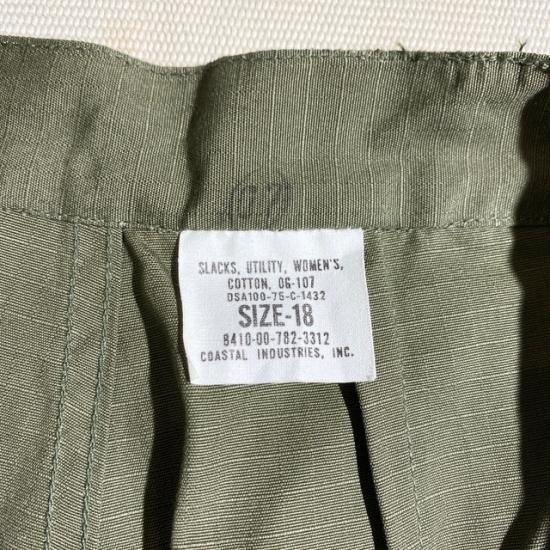 SLACKS, UTILITY, WOMEN'S,
COTTON, OG-107
DSA100-75-C-1432
SIZE-18
8410-00-782-3312
COASTAL INDUSTRIES, INC.